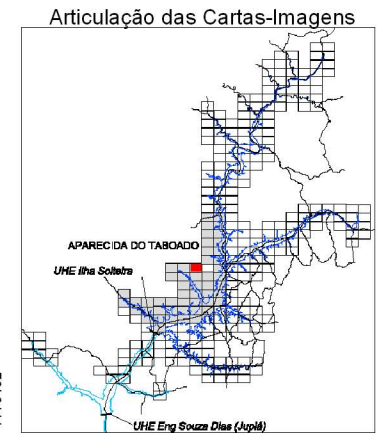 Articulação das Cartas-Imagens
APARECIDA DO TABOADO
UHE Ilha Solteira
UHE Eng Souza Dias (Jupiá)